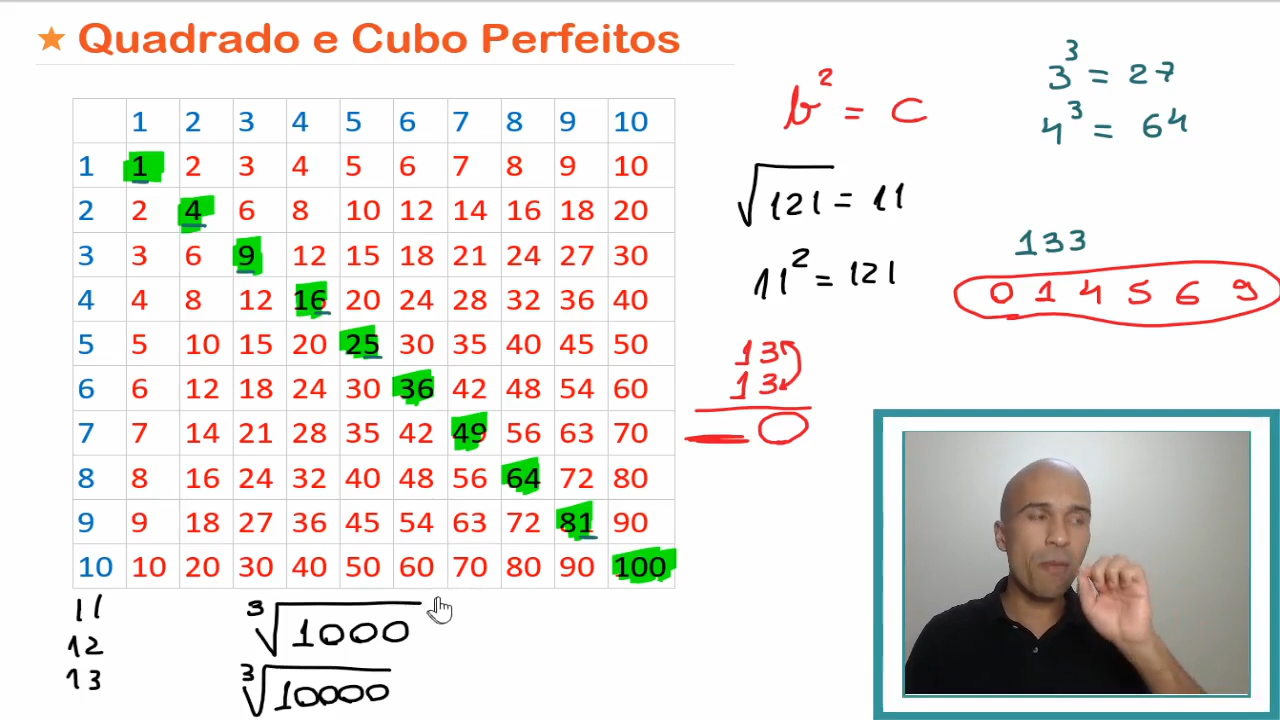 Quadrado e Cubo Perfeitos
1 2 3 4 5 6 7 8 9 10
1 1 2 3 4 5 6 7 8 9 10
2 2 4 6 8 10 12 14 16 18 20
3 3 6 9 12 15 18 21 24 27 30
4 4 8 12 16 20 24 28 32 36 40
5 5 10 15 20 25 30 35 40 45 50
6 6 12 18 24 30 36 42 48 54 60
7 7 14 21 28 35 42 49 56 63 70
8 8 16 24 32 40 48 56 64 72 80
9 9 18 27 36 45 54 63 72 81 90
10 10 20 30 40 50 60 70 80 90 100
11
12
13
∛1000
∛10000
b² = c
√121 = 11
11² = 121
13
13
0
3³ = 27
4³ = 64
133
0 1 4 5 6 9